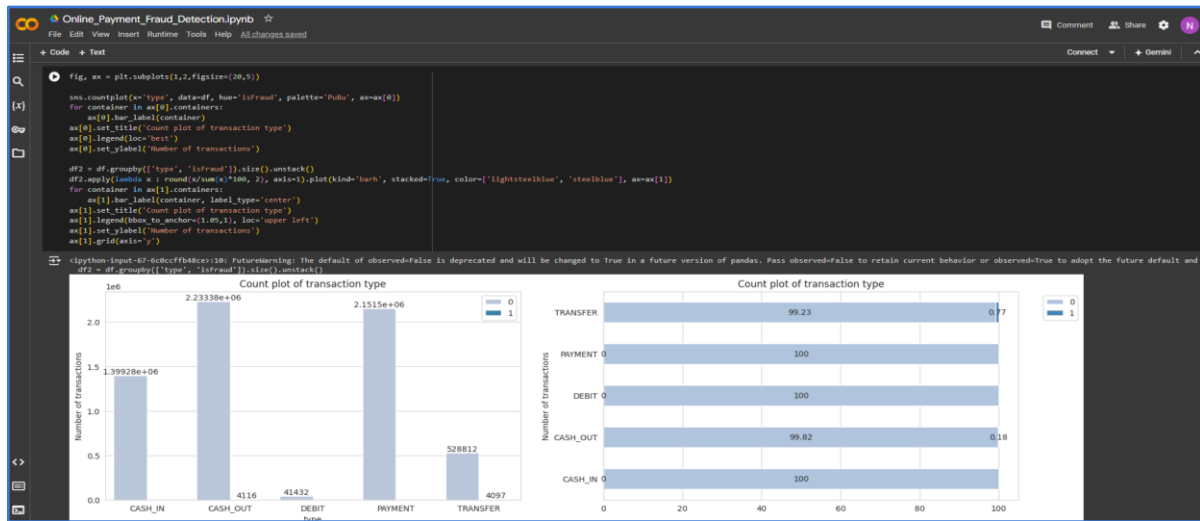 Online_Payment_Fraud_Detection.ipynb
Comment
Share
N
File Edit View Insert Runtime Tools Help All changes saved
+ Code + Text
Connect
Gemini
{x}
fig, ax = plt.subplots(1,2,figsize=(20,5))
sns.countplot(x='type', data=df, hue='isFraud', palette='PuBu', ax=ax[0])
for container in ax[0].containers:
    ax[0].bar_label(container)
ax[0].set_title('Count plot of transaction type')
ax[0].legend(loc='best')
ax[0].set_ylabel('Number of transactions')
df2 = df.groupby(['type', 'isFraud']).size().unstack()
df2.apply(lambda x : round(x/sum(x)*100, 2), axis=1).plot(kind='barh', stacked=True, color=['lightsteelblue', 'steelblue'], ax=ax[1])
for container in ax[1].containers:
    ax[1].bar_label(container, label_type='center')
ax[1].set_title('Count plot of transaction type')
ax[1].legend(bbox_to_anchor=(1.05,1), loc='upper left')
ax[1].set_ylabel('Number of transactions')
ax[1].grid(axis='y')
<ipython-input-67-6c0ccffb48ce>:10: FutureWarning: The default of observed=False is deprecated and will be changed to True in a future version of pandas. Pass observed=False to retain current behavior or observed=True to adopt the future default and
df2 = df.groupby(['type', 'isFraud']).size().unstack()
Count plot of transaction type
1e6
2.23338e+06
2.1515e+06
1.39928e+06
528812
4116
41432
4097
0
1
2.0
1.5
1.0
0.5
0.0
Number of transactions
CASH_IN CASH_OUT DEBIT PAYMENT TRANSFER
type
Count plot of transaction type
0
1
TRANSFER 99.23 0.77
PAYMENT 0 100
DEBIT 0 100
CASH_OUT 99.82 0.18
CASH_IN 0 100
Number of transactions
0 20 40 60 80 100